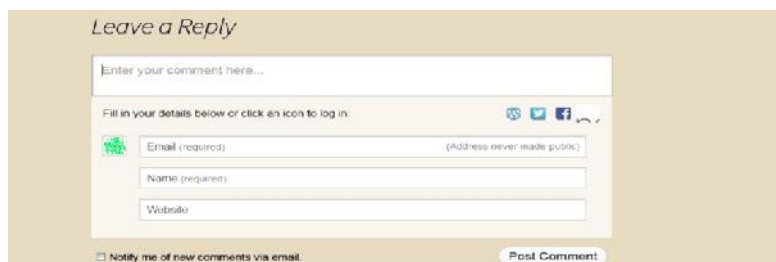 Leave a Reply
Enter your comment here...
Fill in your details below or click an icon to log in:
Email (required) (Address never made public)
Name (required)
Website
Notify me of new comments via email. Post Comment